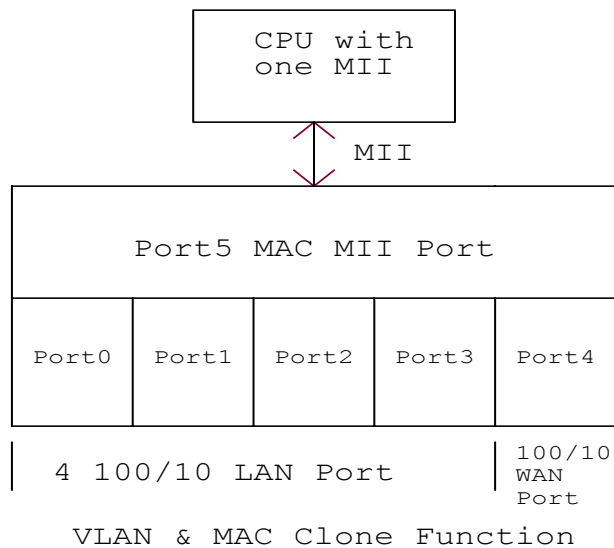 CPU with
one MII
MII
Port5 MAC MII Port
Port0 Port1 Port2 Port3 Port4
4 100/10 LAN Port
100/10
WAN
Port
VLAN & MAC Clone Function